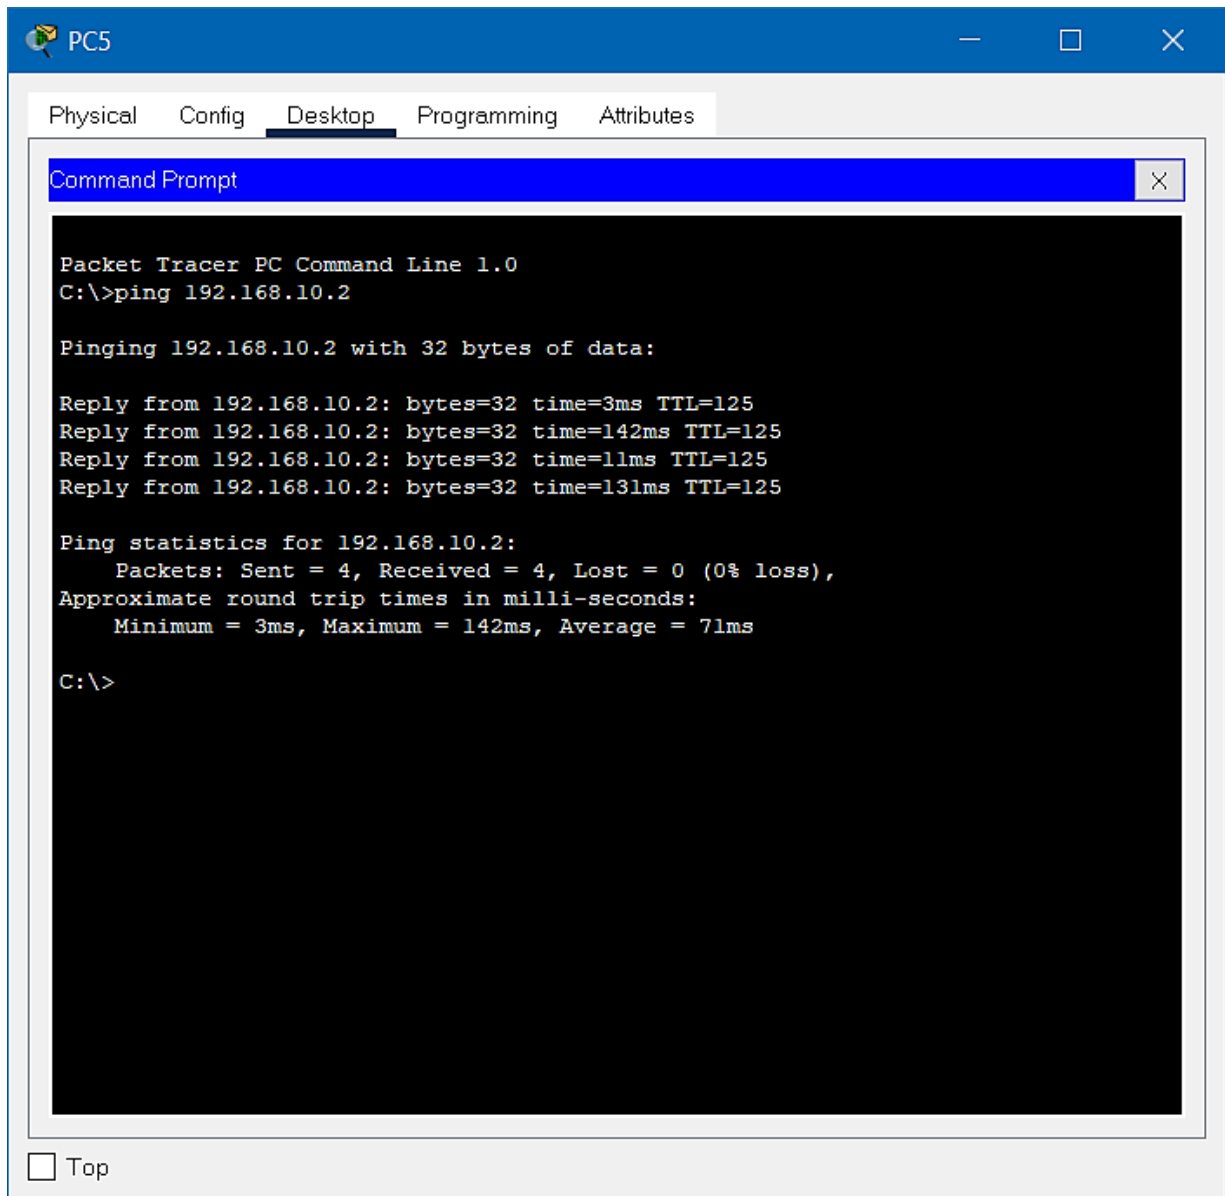 PC5
Physical Config Desktop Programming Attributes
Command Prompt
X
Packet Tracer PC Command Line 1.0
C:\>ping 192.168.10.2
Pinging 192.168.10.2 with 32 bytes of data:
Reply from 192.168.10.2: bytes=32 time=3ms TTL=125
Reply from 192.168.10.2: bytes=32 time=142ms TTL=125
Reply from 192.168.10.2: bytes=32 time=11ms TTL=125
Reply from 192.168.10.2: bytes=32 time=131ms TTL=125
Ping statistics for 192.168.10.2:
    Packets: Sent = 4, Received = 4, Lost = 0 (0% loss),
Approximate round trip times in milli-seconds:
    Minimum = 3ms, Maximum = 142ms, Average = 71ms
C:\>
Top